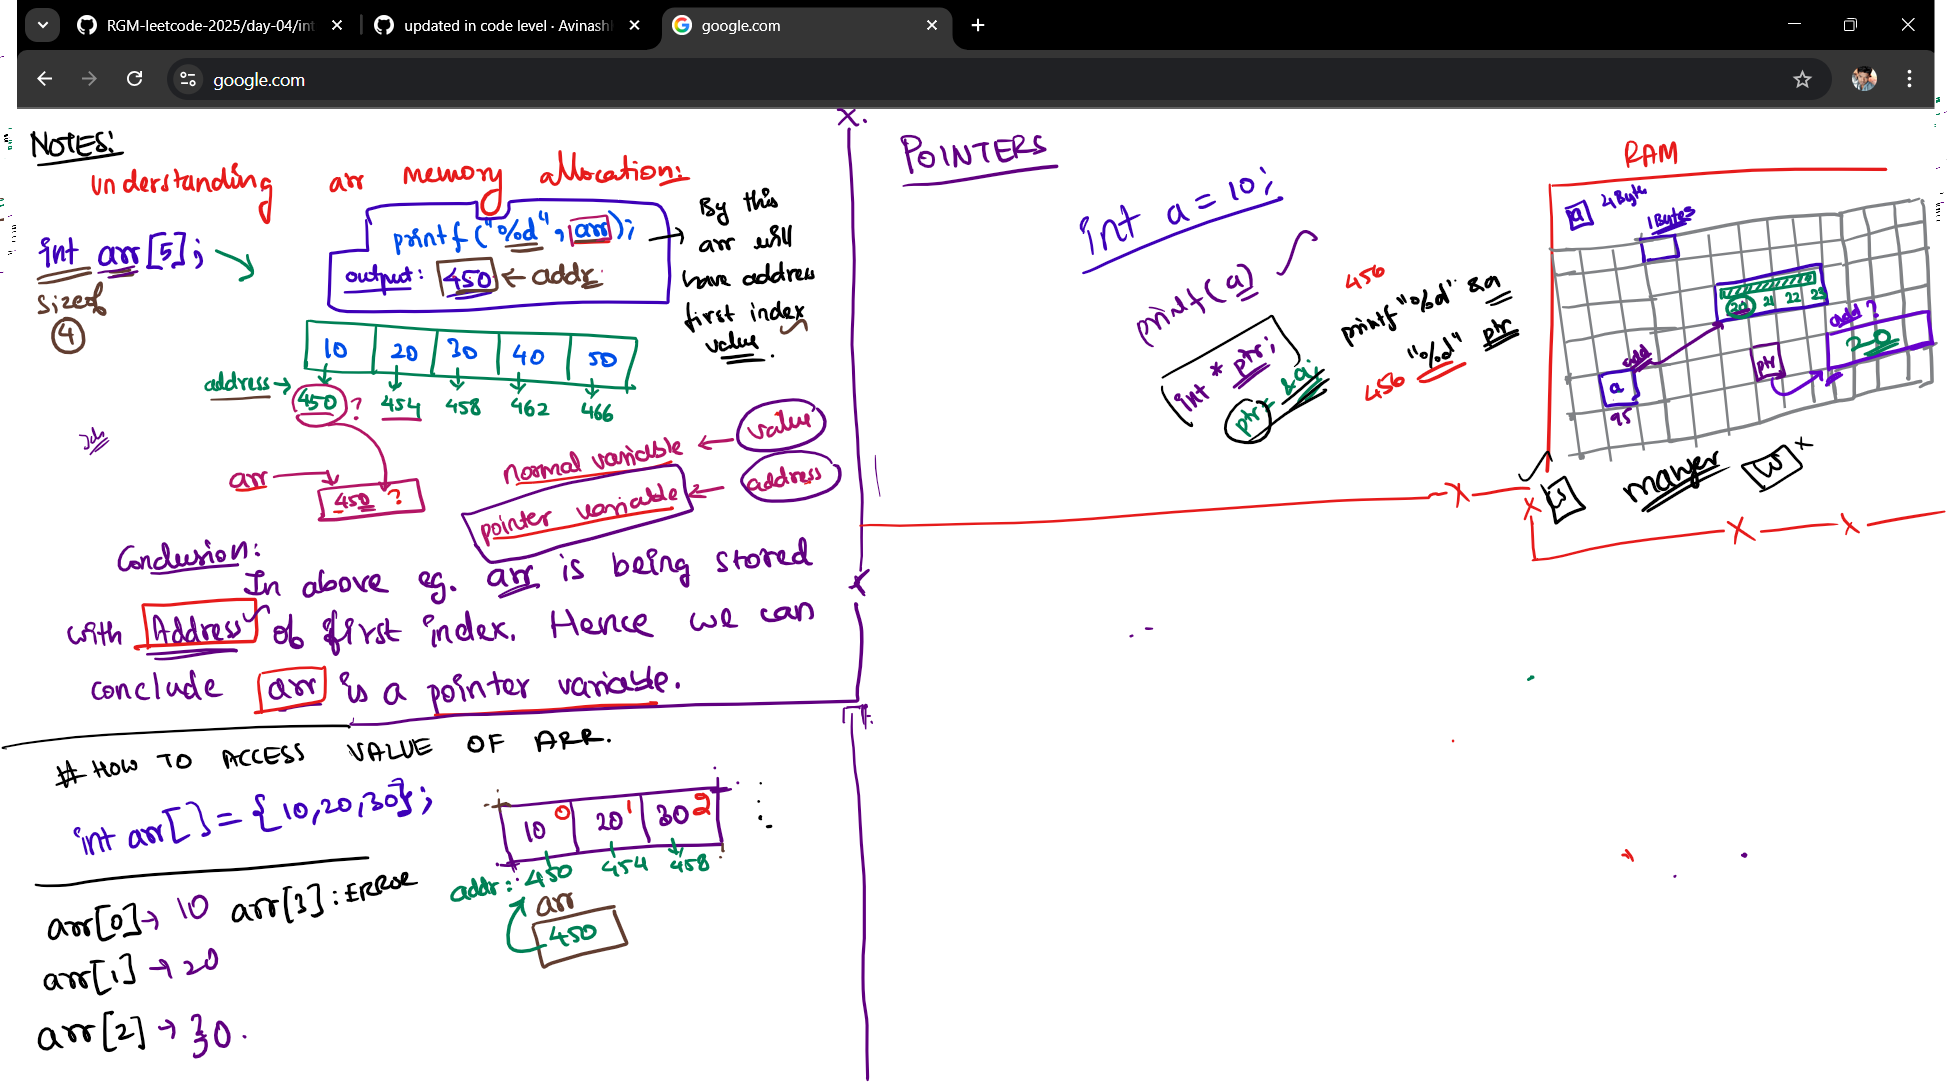 RGM-leetcode-2025/day-04/int
updated in code level · Avinash
google.com
google.com
NOTES:
understanding arr memory allocation:
int arr[5];
sizeof
4
printf("%d", arr);
output: 450 ← addr
→ By this
arr will
have address
first index
value.
10 20 30 40 50
address →
450 ? 454 458 462 466
arr
450 ?
normal variable ← value
pointer variable ← address
Conclusion:
In above eg. arr is being stored
with Address of first index. Hence we can
conclude arr is a pointer variable.
# HOW TO ACCESS VALUE OF ARR.
int arr[] = {10,20,30};
10 0 20 1 30 2
addr: 450 454 458
arr
450
arr[0] → 10 arr[3] : ERROR
arr[1] → 20
arr[2] → 30.
POINTERS
int a = 10;
printf(a)
int * ptr;
ptr = &a;
456
printf "%d" &a
"%d" ptr
456
RAM
a 4 Byte
1 Bytes
20 21 22 23
add ?
20
add
a
95
ptr
manger